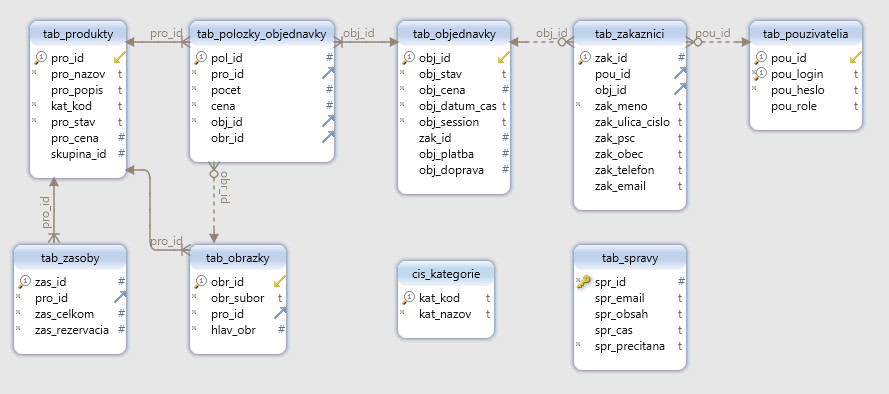 tab_produkty
pro_id
pro_nazov t
pro_popis t
kat_kod t
pro_stav t
pro_cena #
skupina_id #
pro_id
tab_polozky_objednavky
pol_id #
pro_id
pocet #
cena #
obj_id
obr_id
obj_id
tab_objednavky
obj_id
obj_stav t
obj_cena #
obj_datum_cas t
obj_session t
zak_id #
obj_platba #
obj_doprava #
obj_id
tab_zakaznici
zak_id #
pou_id
obj_id
zak_meno t
zak_ulica_cislo t
zak_psc t
zak_obec t
zak_telefon t
zak_email t
pou_id
tab_pouzivatelia
pou_id
pou_login t
pou_heslo t
pou_role t
pro_id
pro_id
obr_id
tab_zasoby
zas_id #
pro_id
zas_celkom #
zas_rezervacia #
tab_obrazky
obr_id
obr_subor t
pro_id
hlav_obr #
cis_kategorie
kat_kod t
kat_nazov t
tab_spravy
spr_id #
spr_email t
spr_obsah t
spr_cas t
spr_precitana t